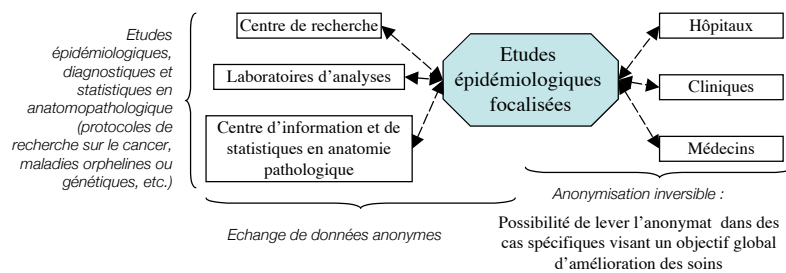 Etudes
épidémiologiques,
diagnostiques et
statistiques en
anatomopathologique
(protocoles de
recherche sur le cancer,
maladies orphelines ou
génétiques, etc.)
Centre de recherche
Laboratoires d'analyses
Centre d'information et de
statistiques en anatomie
pathologique
Etudes
épidémiologiques
focalisées
Hôpitaux
Cliniques
Médecins
Echange de données anonymes
Anonymisation inversible :
Possibilité de lever l'anonymat dans des
cas spécifiques visant un objectif global
d'amélioration des soins